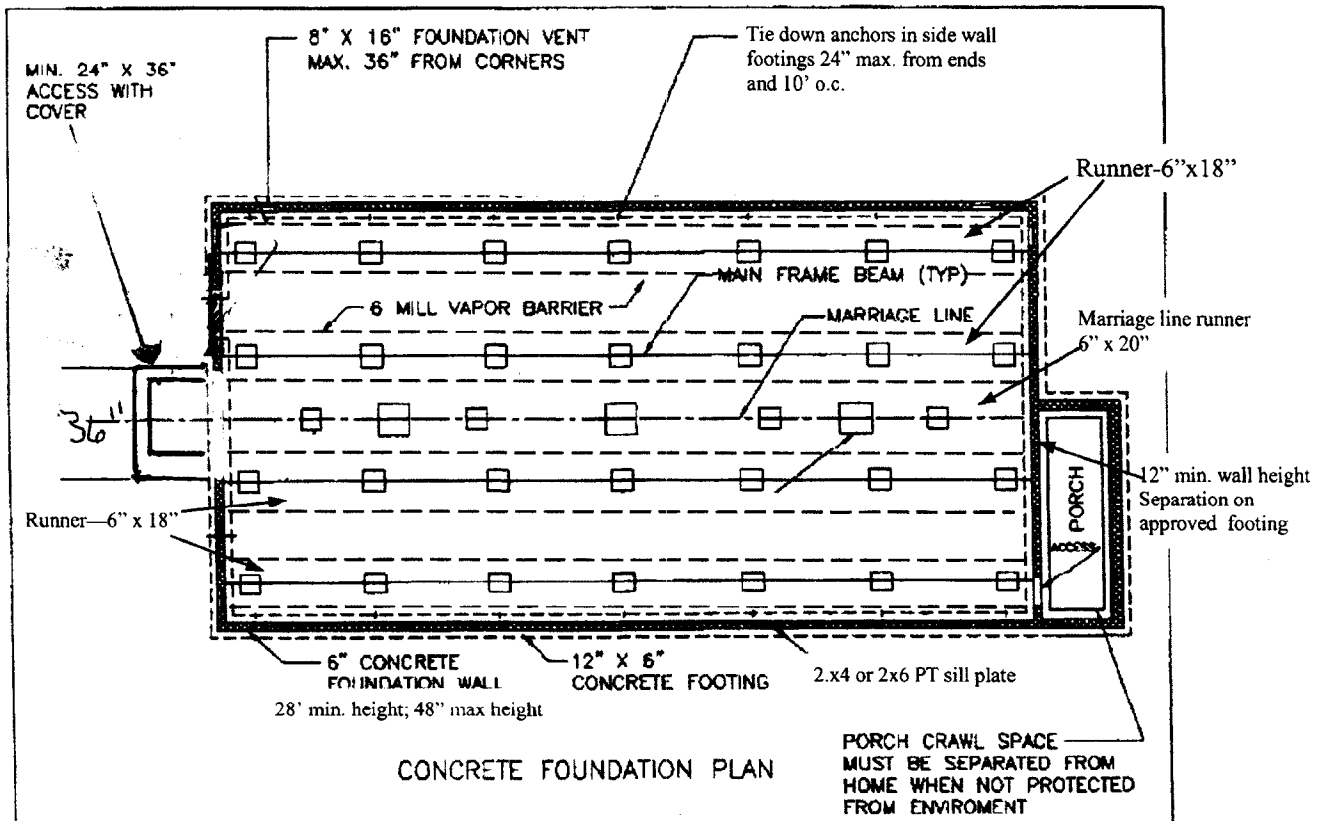 8" X 16" FOUNDATION VENT
MAX. 36" FROM CORNERS
Tie down anchors in side wall
footings 24" max. from ends
and 10' o.c.
MIN. 24" X 36"
ACCESS WITH
COVER
Runner-6"x18"
MAIN FRAME BEAM (TYP)
6 MILL VAPOR BARRIER
MARRIAGE LINE
Marriage line runner
6" x 20"
36"
12" min. wall height
Separation on
approved footing
PORCH
ACCESS
Runner—6" x 18"
6" CONCRETE
FOUNDATION WALL
28' min. height; 48" max height
12" X 6"
CONCRETE FOOTING
2.x4 or 2x6 PT sill plate
CONCRETE FOUNDATION PLAN
PORCH CRAWL SPACE
MUST BE SEPARATED FROM
HOME WHEN NOT PROTECTED
FROM ENVIROMENT